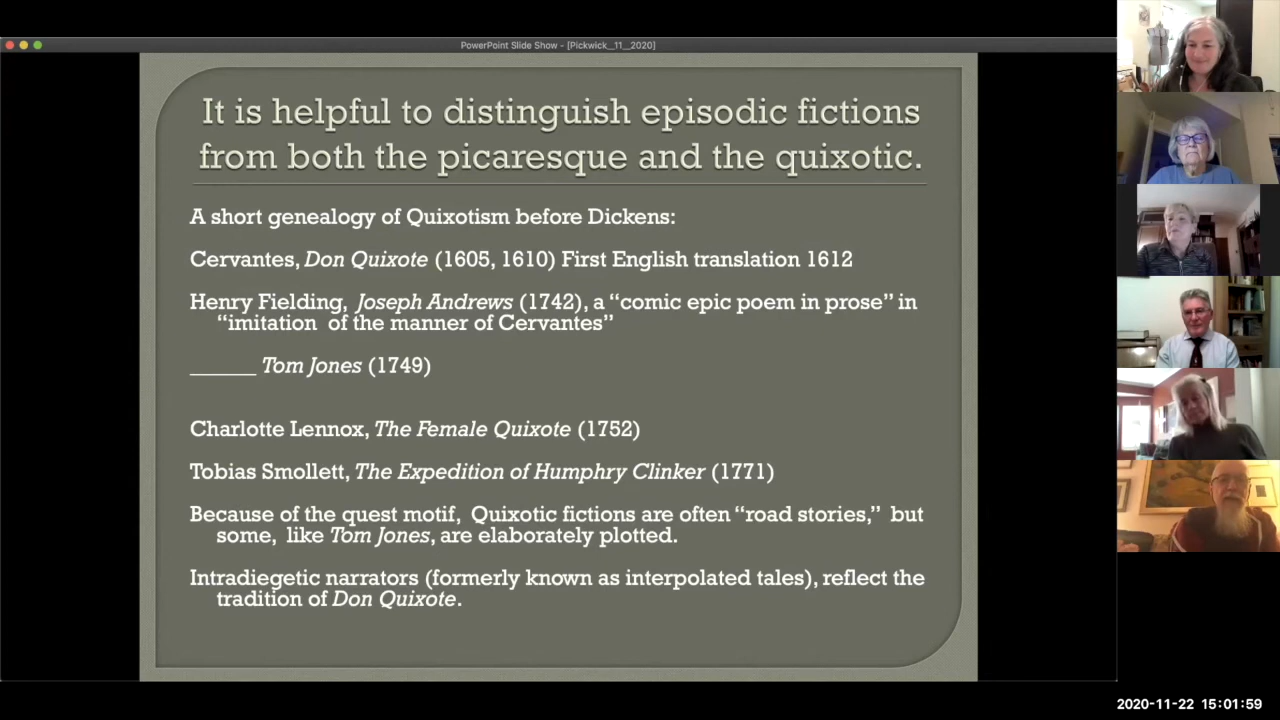 PowerPoint Slide Show - [Pickwick__11__2020]
It is helpful to distinguish episodic fictions
from both the picaresque and the quixotic.
A short genealogy of Quixotism before Dickens:
Cervantes, Don Quixote (1605, 1610) First English translation 1612
Henry Fielding, Joseph Andrews (1742), a “comic epic poem in prose” in
“imitation of the manner of Cervantes”
______ Tom Jones (1749)
Charlotte Lennox, The Female Quixote (1752)
Tobias Smollett, The Expedition of Humphry Clinker (1771)
Because of the quest motif, Quixotic fictions are often “road stories,” but
some, like Tom Jones, are elaborately plotted.
Intradiegetic narrators (formerly known as interpolated tales), reflect the
tradition of Don Quixote.
2020-11-22 15:01:59